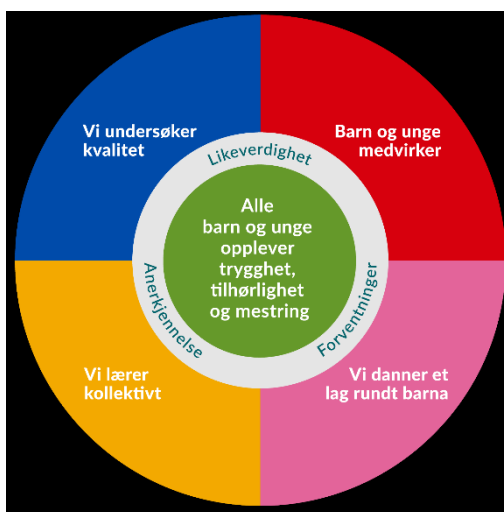 Vi undersøker
kvalitet
Barn og unge
medvirker
Likeverdighet
Alle
barn og unge
opplever
trygghet,
tilhørlighet
og mestring
Anerkjennelse
Forventninger
Vi lærer
kollektivt
Vi danner et
lag rundt barna